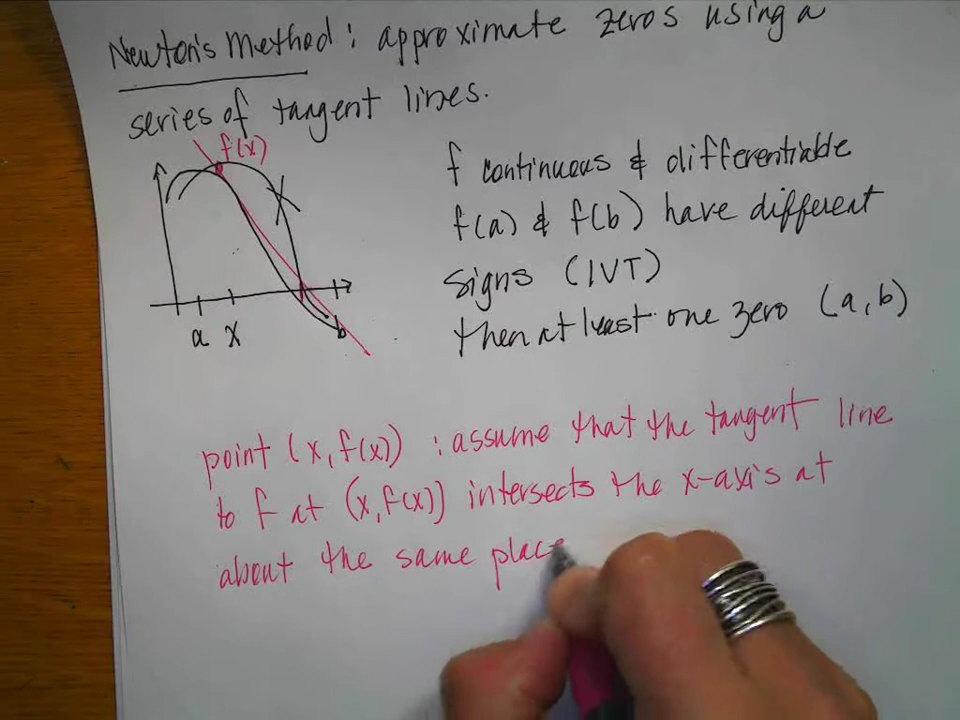 Newton's Method: approximate zeros using a
series of tangent lines.
f(x)
f continuous & differentiable
f(a) & f(b) have different
signs (IVT)
then at least one zero (a,b)
a x b
point (x, f(x)) : assume that the tangent line
to f at (x, f(x)) intersects the x-axis at
about the same place